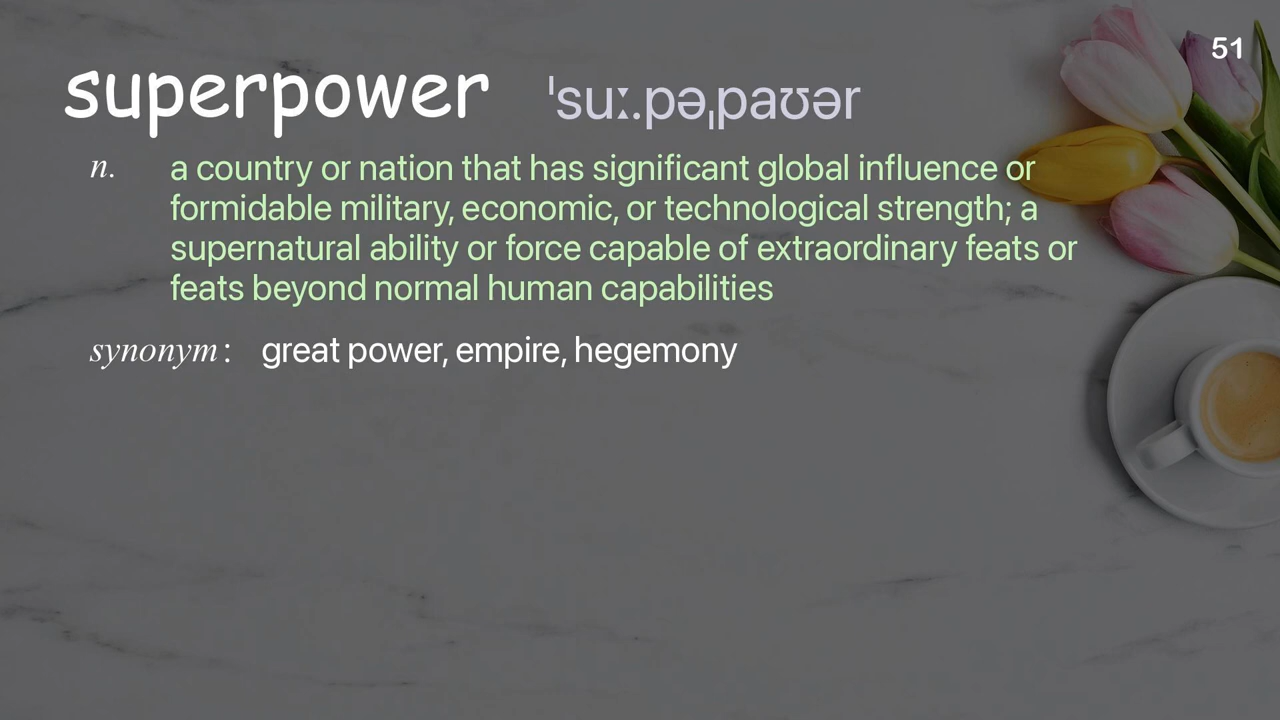 51
superpower ˈsuː.pəˌpaʊər
n. a country or nation that has significant global influence or
formidable military, economic, or technological strength; a
supernatural ability or force capable of extraordinary feats or
feats beyond normal human capabilities
synonym: great power, empire, hegemony